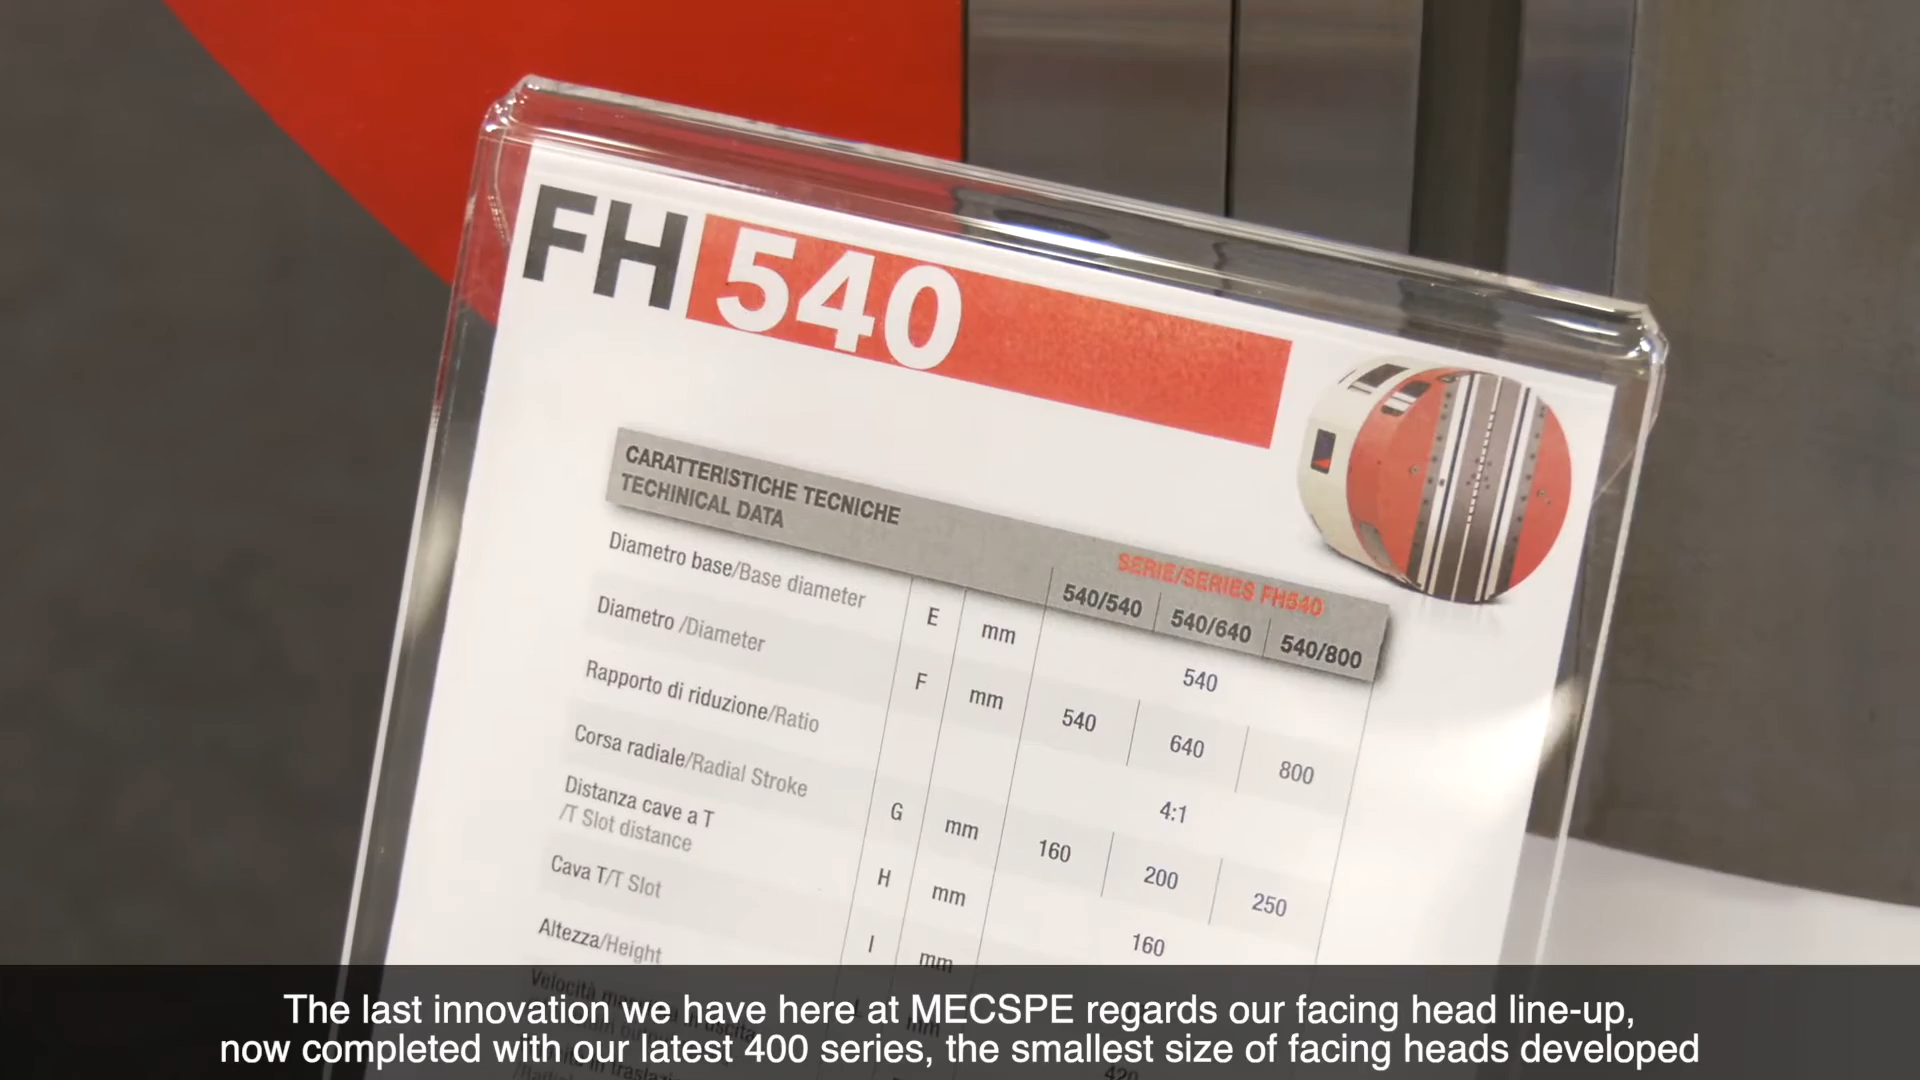 FH 540
CARATTERISTICHE TECNICHE
TECHINICAL DATA
SERIE/SERIES FH540
540/540 540/640 540/800
Diametro base/Base diameter E mm 540
Diametro /Diameter F mm 540 640 800
Rapporto di riduzione/Ratio 4:1
Corsa radiale/Radial Stroke G mm 160 200 250
Distanza cave a T
/T Slot distance H mm 160
Cava T/T Slot I mm
Altezza/Height
Velocità
420
The last innovation we have here at MECSPE regards our facing head line-up,
now completed with our latest 400 series, the smallest size of facing heads developed